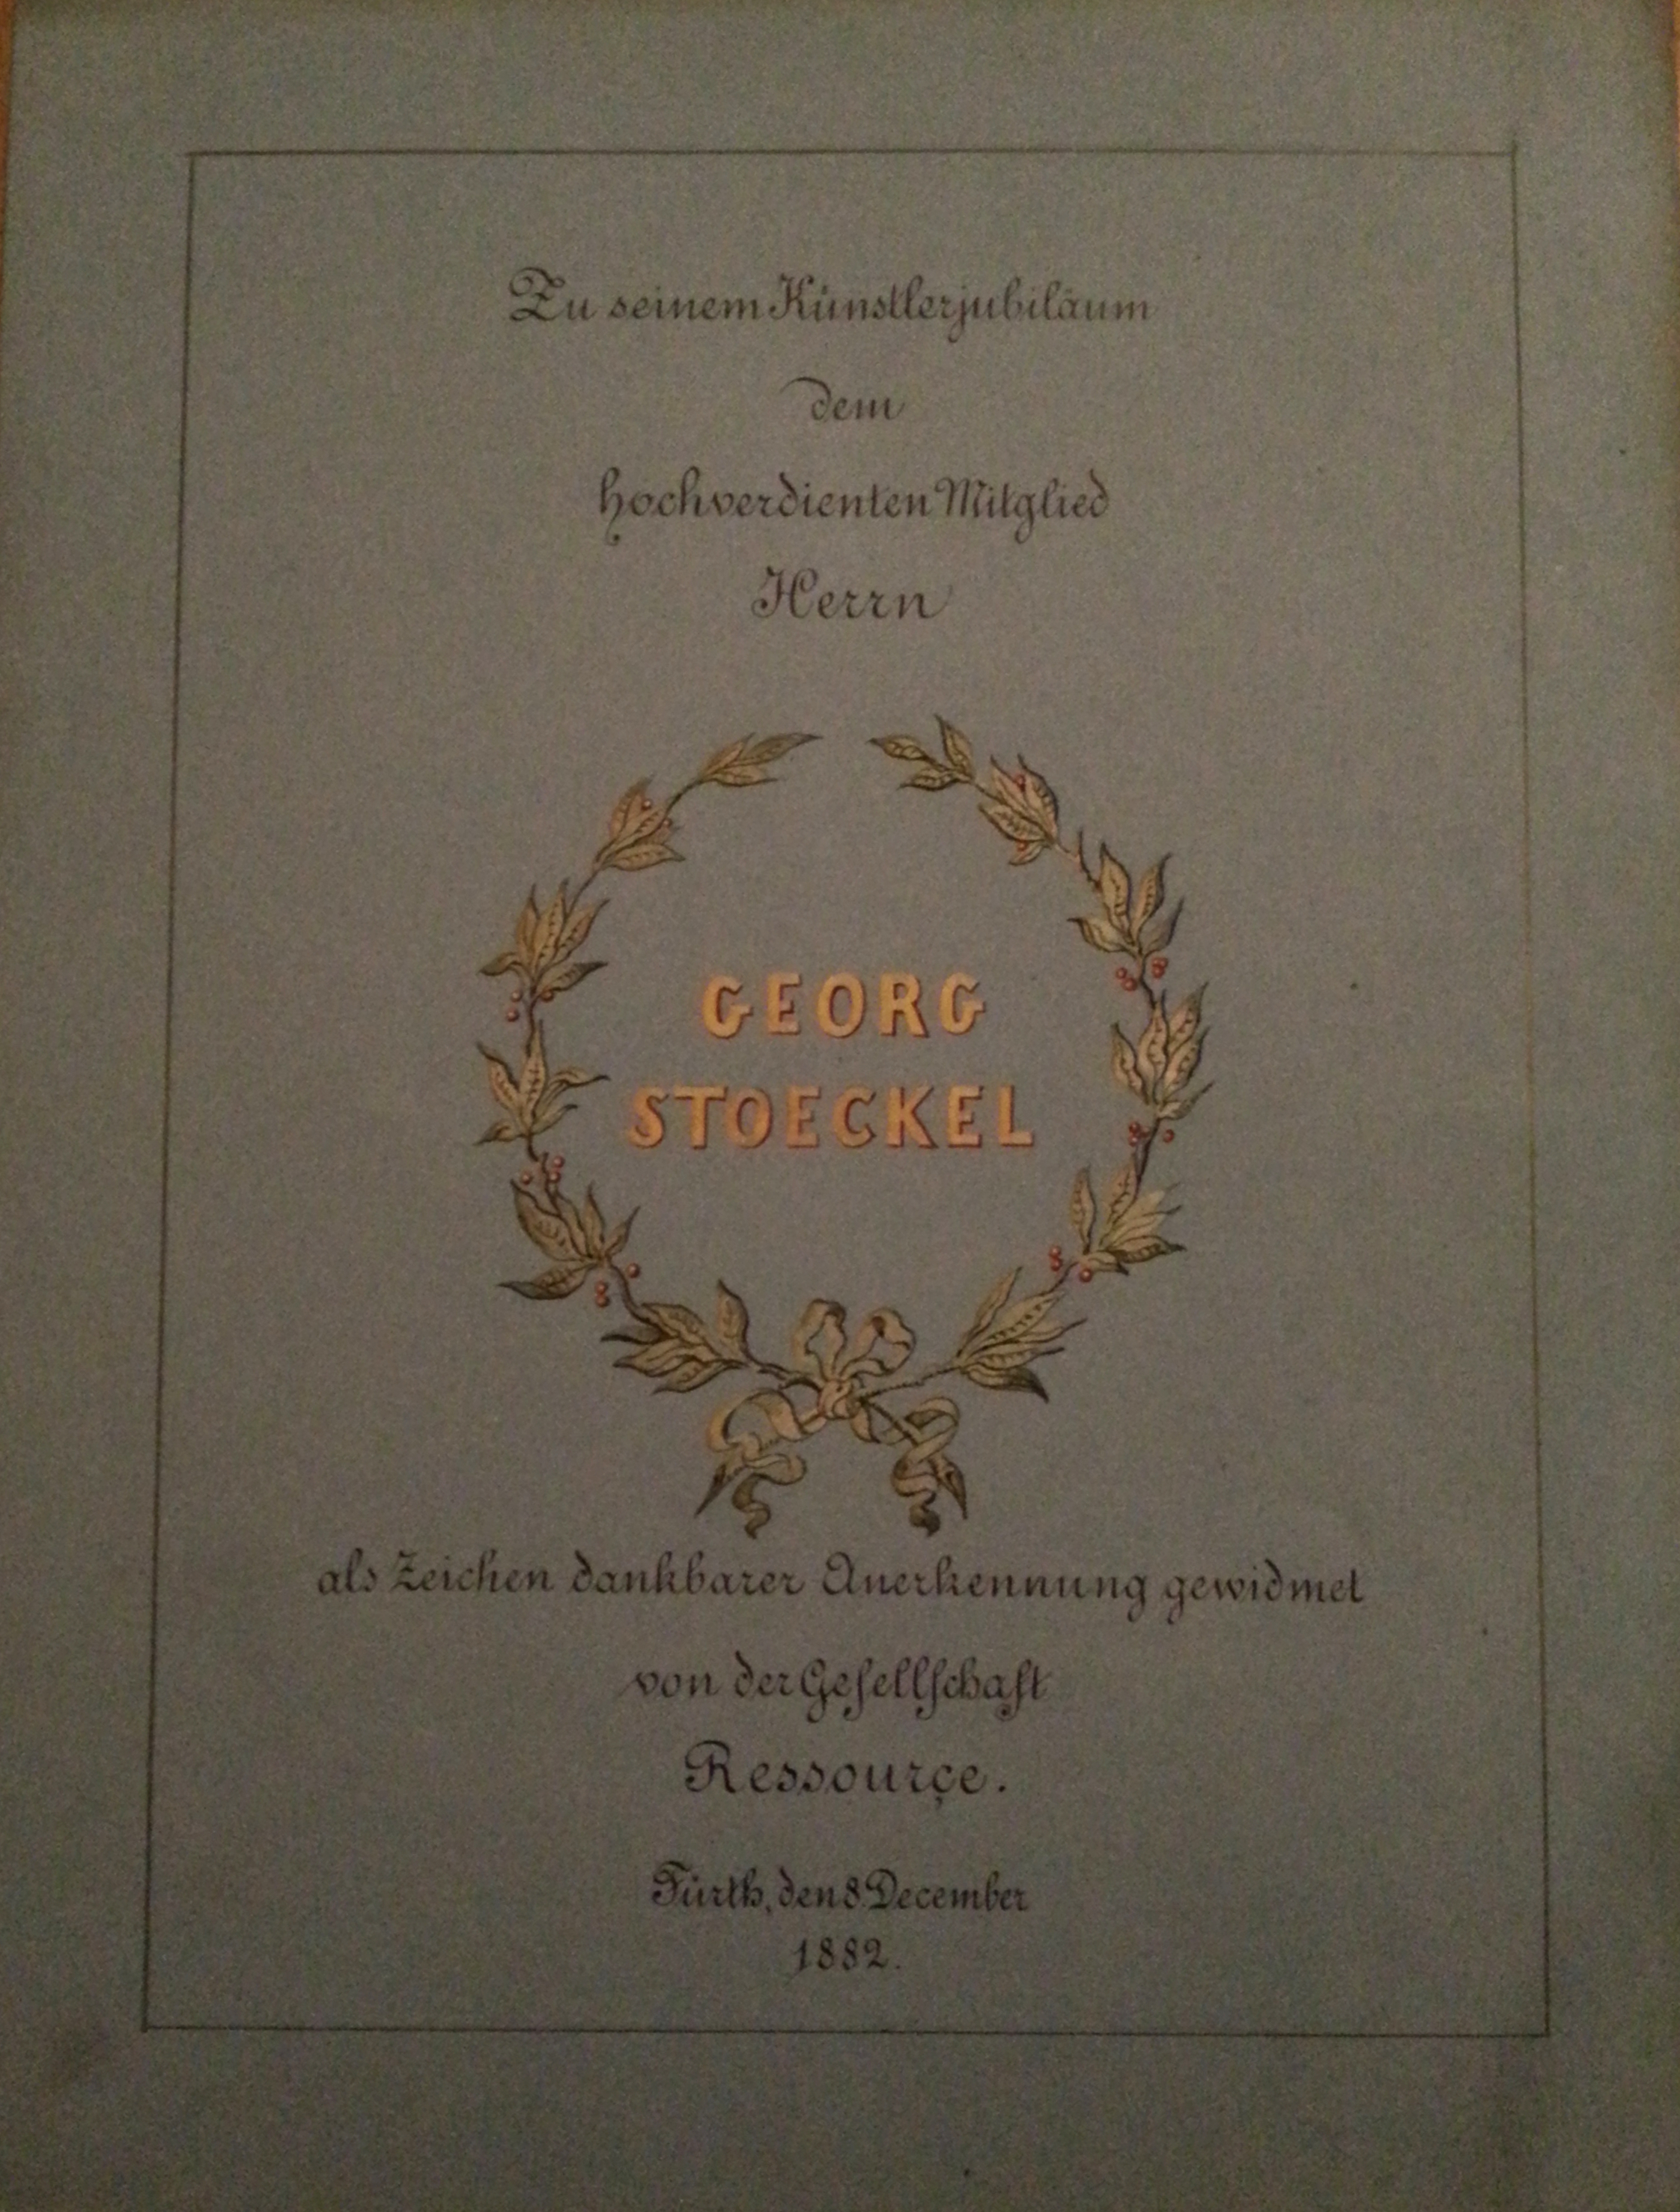 Zu seinem Künstlerjubiläum
dem
hochverdienten Mitglied
Herrn
GEORG
STOECKEL
als Zeichen dankbarer Anerkennung gewidmet
von der Geſellſchaft
Ressourçe.
Fürth, den 8. December
1882.